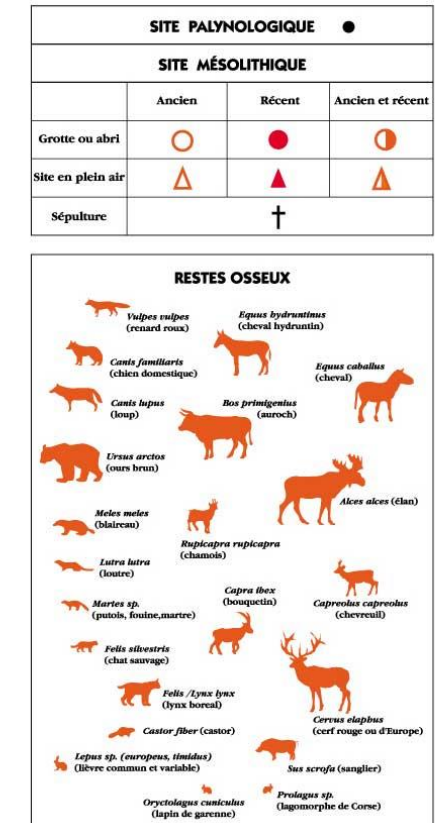 SITE PALYNOLOGIQUE
SITE MÉSOLITHIQUE
Ancien
Récent
Ancien et récent
Grotte ou abri
Site en plein air
Sépulture
RESTES OSSEUX
Vulpes vulpes
(renard roux)
Equus hydruntinus
(cheval hydruntin)
Canis familiaris
(chien domestique)
Equus caballus
(cheval)
Canis lupus
(loup)
Bos primigenius
(auroch)
Ursus arctos
(ours brun)
Alces alces (élan)
Meles meles
(blaireau)
Rupicapra rupicapra
(chamois)
Lutra lutra
(loutre)
Capra ibex
(bouquetin)
Martes sp.
(putois, fouine,martre)
Capreolus capreolus
(chevreuil)
Felis silvestris
(chat sauvage)
Felis /Lynx lynx
(lynx boreal)
Cervus elaphus
(cerf rouge ou d'Europe)
Castor fiber (castor)
Lepus sp. (europeus, timidus)
(lièvre commun et variable)
Sus scrofa (sanglier)
Oryctolagus cuniculus
(lapin de garenne)
Prolagus sp.
(lagomorphe de Corse)